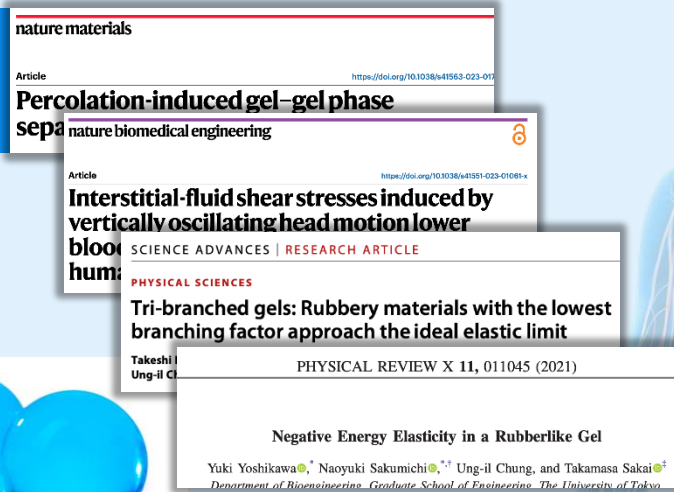 nature materials
Article
https://doi.org/10.1038/s41563-023-017
Percolation-induced gel–gel phase
sepa
nature biomedical engineering
Article
https://doi.org/10.1038/s41551-023-01061-x
Interstitial-fluid shear stresses induced by
vertically oscillating head motion lower
bloo
huma
SCIENCE ADVANCES | RESEARCH ARTICLE
PHYSICAL SCIENCES
Tri-branched gels: Rubbery materials with the lowest
branching factor approach the ideal elastic limit
Takeshi
Ung-il Ch
PHYSICAL REVIEW X 11, 011045 (2021)
Negative Energy Elasticity in a Rubberlike Gel
Yuki Yoshikawa,* Naoyuki Sakumichi,*,† Ung-il Chung, and Takamasa Sakai‡
Department of Bioengineering, Graduate School of Engineering, The University of Tokyo